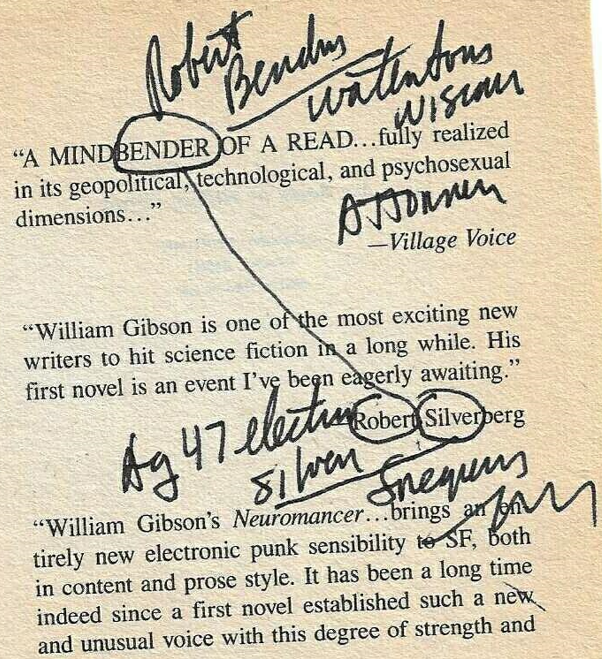 Robert
Bender
"A MINDBENDER OF A READ...fully realized
in its geopolitical, technological, and psychosexual
dimensions..."
—Village Voice
"William Gibson is one of the most exciting new
writers to hit science fiction in a long while. His
first novel is an event I've been eagerly awaiting."
Robert Silverberg
Ag 47 electrum
silver
"William Gibson's Neuromancer...brings an
tirely new electronic punk sensibility to SF, both
in content and prose style. It has been a long time
indeed since a first novel established such a new
and unusual voice with this degree of strength and